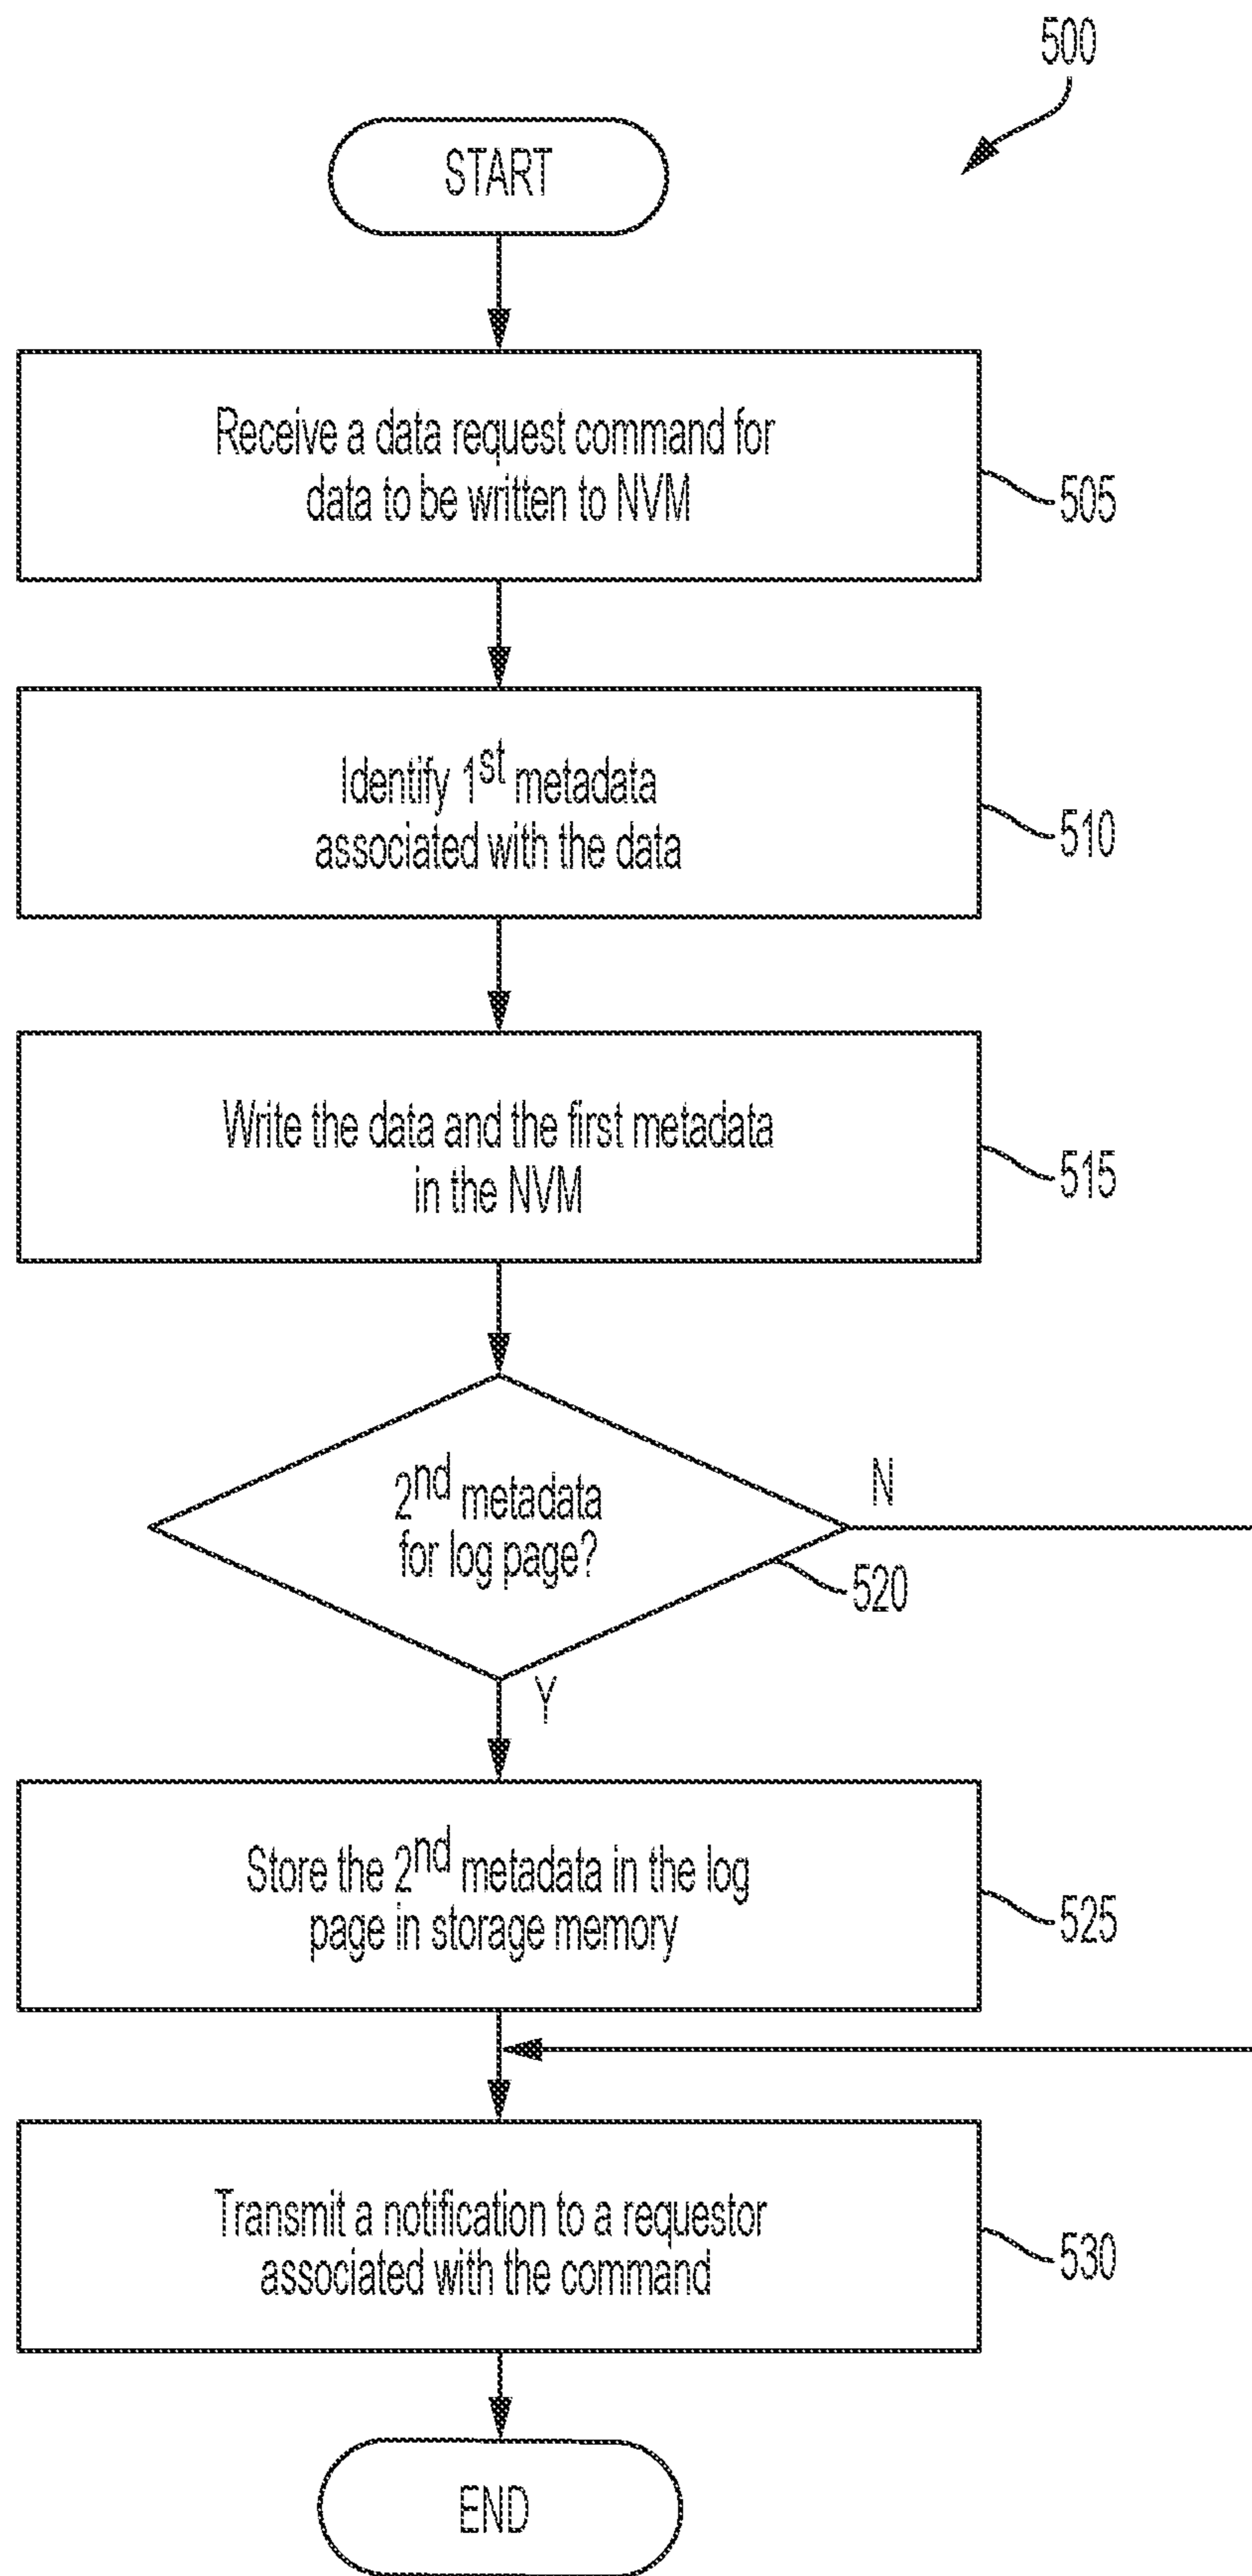 500
START
Receive a data request command for
data to be written to NVM
505
Identify 1st metadata
associated with the data
510
Write the data and the first metadata
in the NVM
515
2nd metadata
for log page?
N
520
Y
Store the 2nd metadata in the log
page in storage memory
525
Transmit a notification to a requestor
associated with the command
530
END